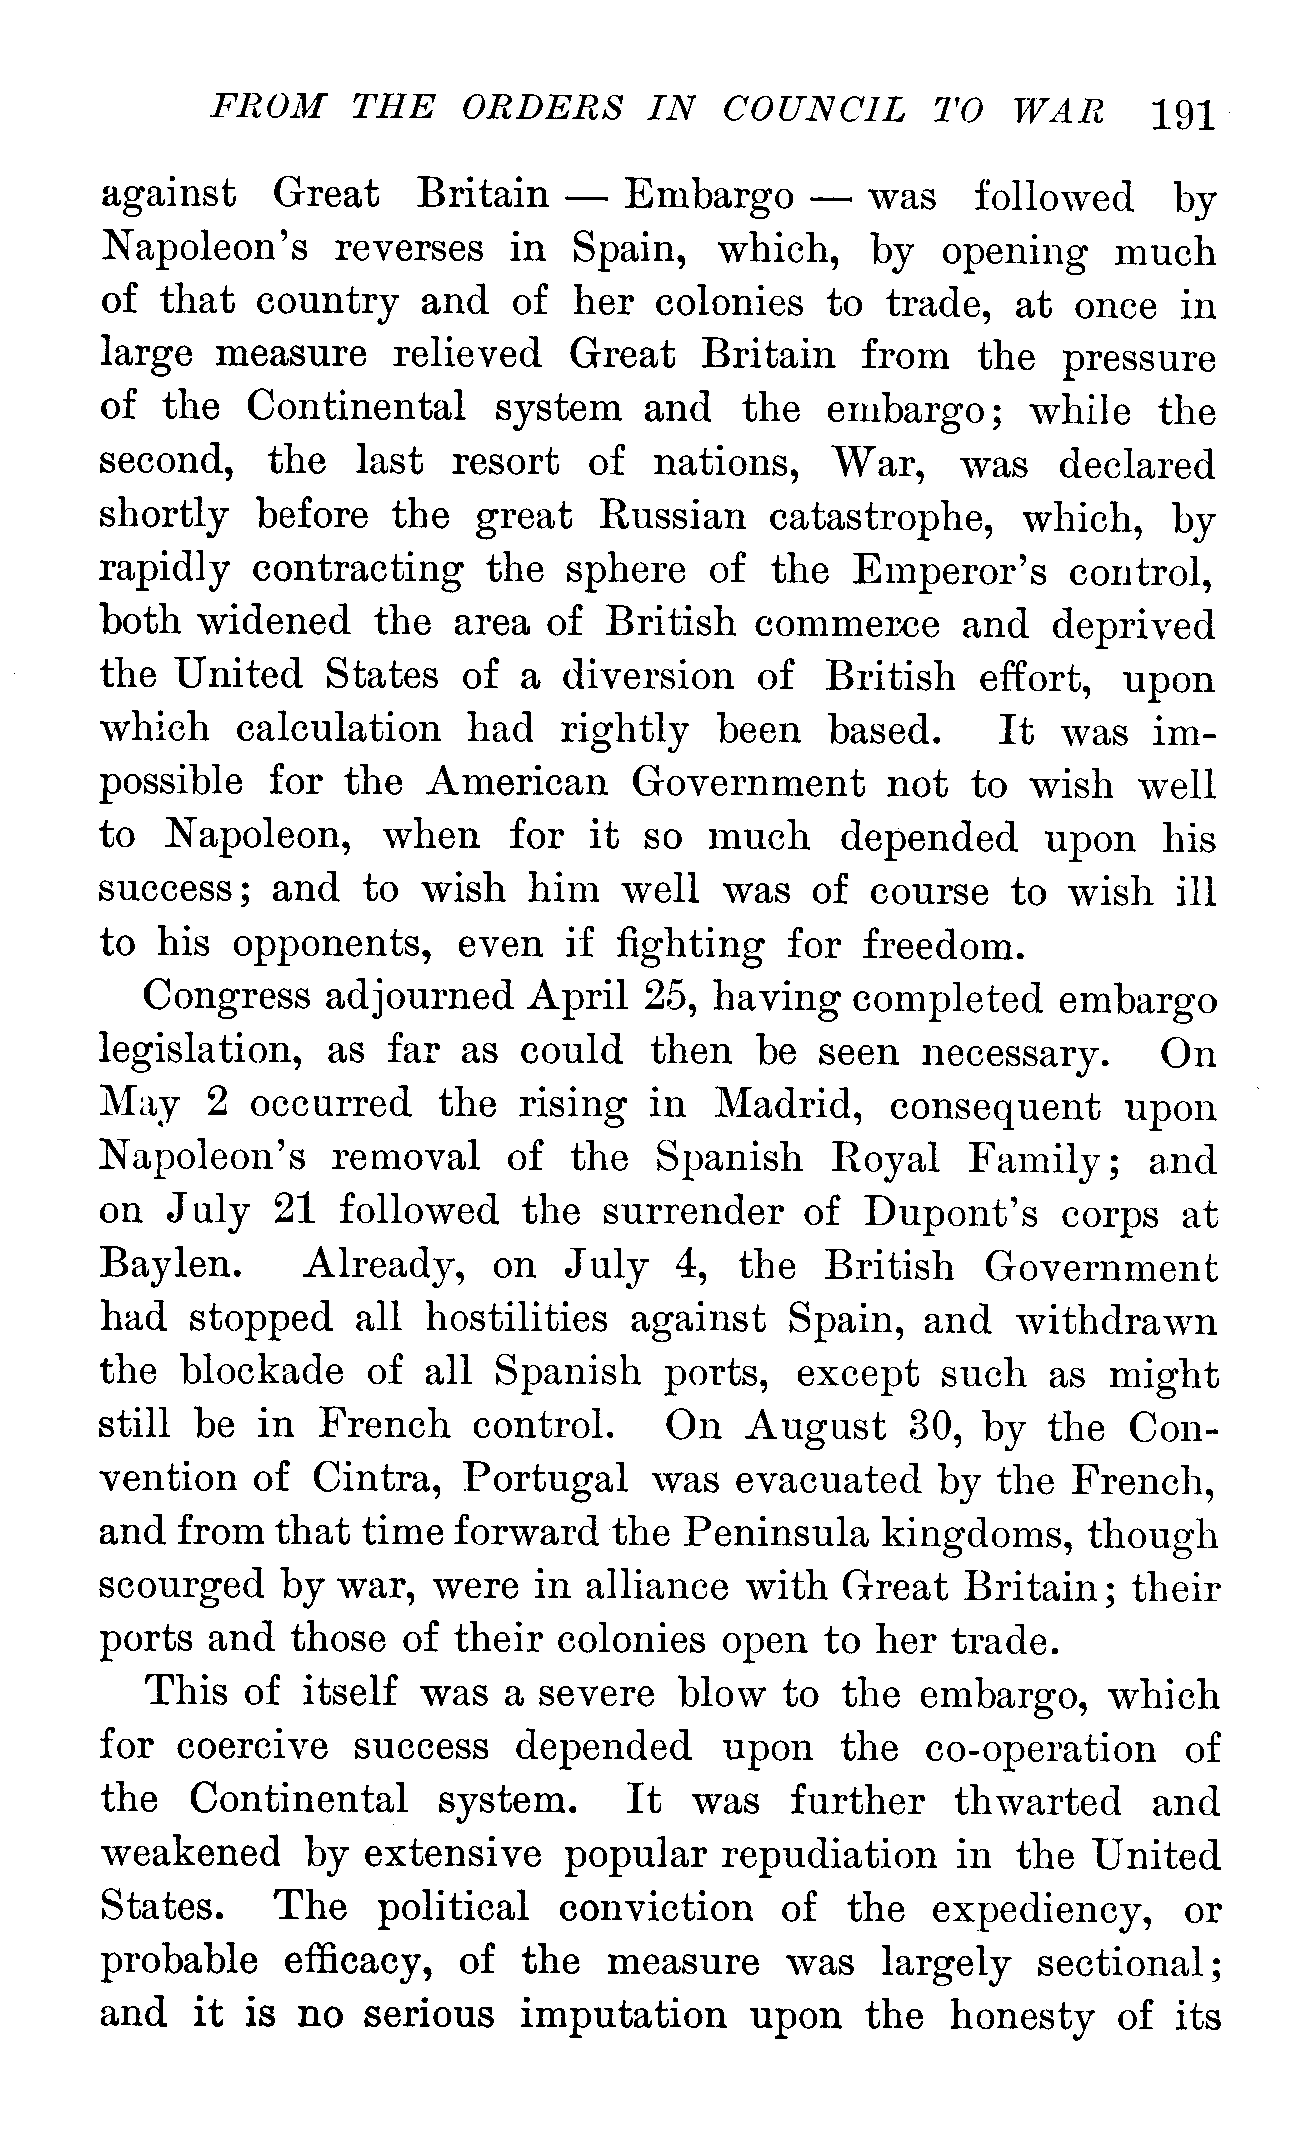 FROM THE ORDERS IN COUNCIL TO WAR 191
against Great Britain — Embargo — was followed by
Napoleon's reverses in Spain, which, by opening much
of that country and of her colonies to trade, at once in
large measure relieved Great Britain from the pressure
of the Continental system and the embargo; while the
second, the last resort of nations, War, was declared
shortly before the great Russian catastrophe, which, by
rapidly contracting the sphere of the Emperor's control,
both widened the area of British commerce and deprived
the United States of a diversion of British effort, upon
which calculation had rightly been based. It was im-
possible for the American Government not to wish well
to Napoleon, when for it so much depended upon his
success; and to wish him well was of course to wish ill
to his opponents, even if fighting for freedom.
Congress adjourned April 25, having completed embargo
legislation, as far as could then be seen necessary. On
May 2 occurred the rising in Madrid, consequent upon
Napoleon's removal of the Spanish Royal Family; and
on July 21 followed the surrender of Dupont's corps at
Baylen. Already, on July 4, the British Government
had stopped all hostilities against Spain, and withdrawn
the blockade of all Spanish ports, except such as might
still be in French control. On August 30, by the Con-
vention of Cintra, Portugal was evacuated by the French,
and from that time forward the Peninsula kingdoms, though
scourged by war, were in alliance with Great Britain; their
ports and those of their colonies open to her trade.
This of itself was a severe blow to the embargo, which
for coercive success depended upon the co-operation of
the Continental system. It was further thwarted and
weakened by extensive popular repudiation in the United
States. The political conviction of the expediency, or
probable efficacy, of the measure was largely sectional;
and it is no serious imputation upon the honesty of its